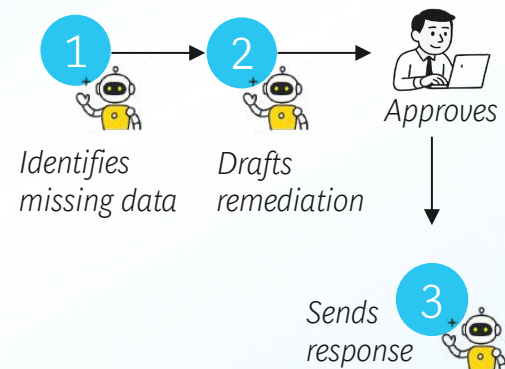 1
2
Approves
Identifies
missing data
Drafts
remediation
3
Sends
response